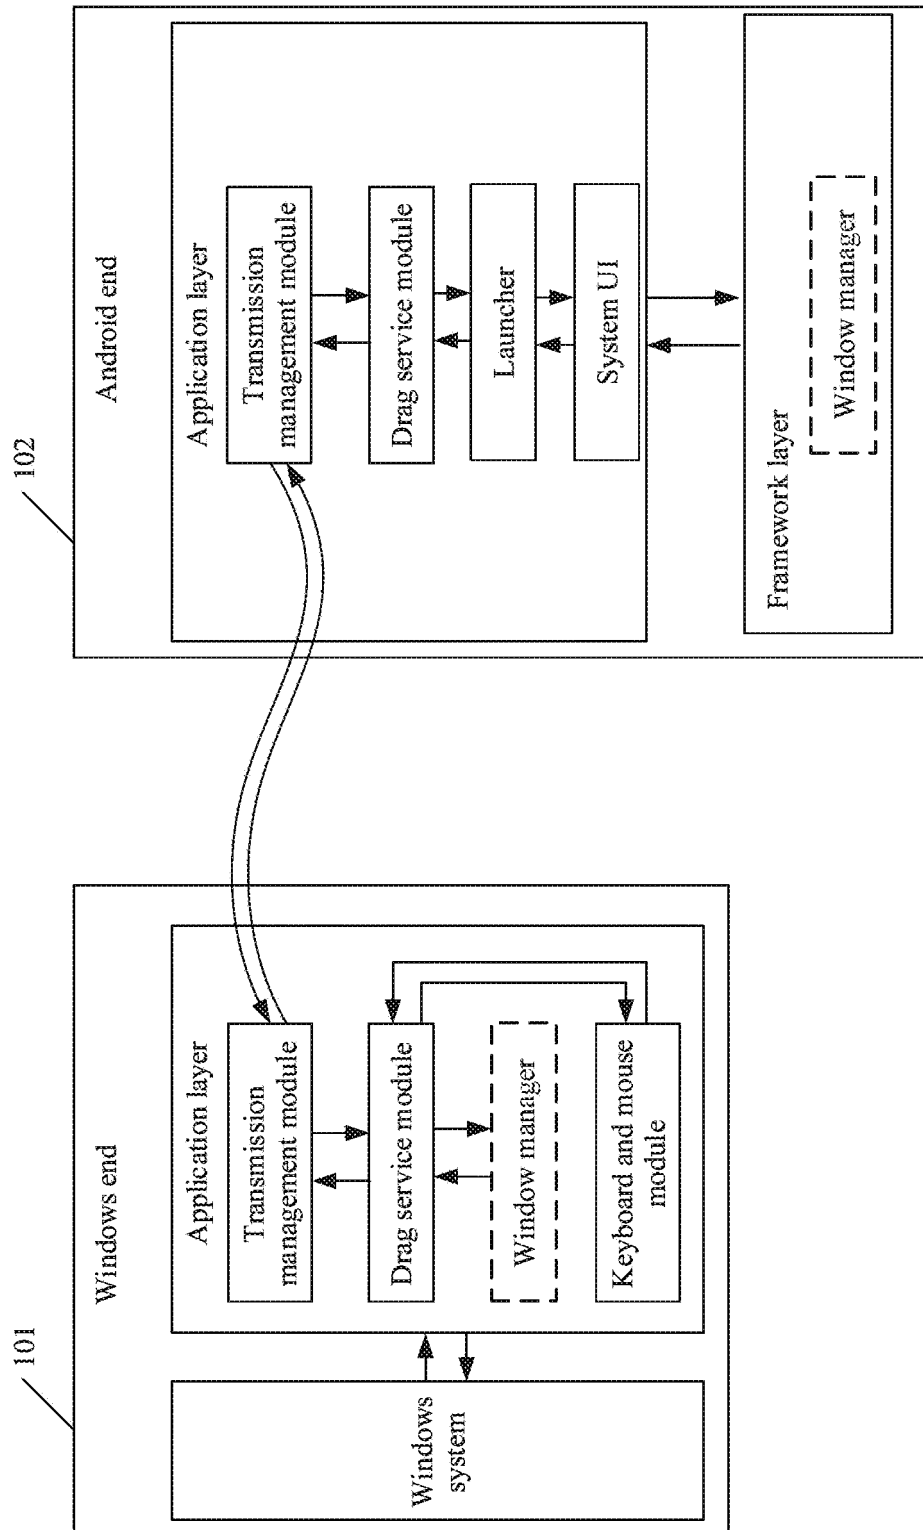 101
Windows end
Windows
system
Application layer
Transmission
management module
Drag service module
Window manager
Keyboard and mouse
module
102
Android end
Application layer
Transmission
management module
Drag service module
Launcher
System UI
Framework layer
Window manager